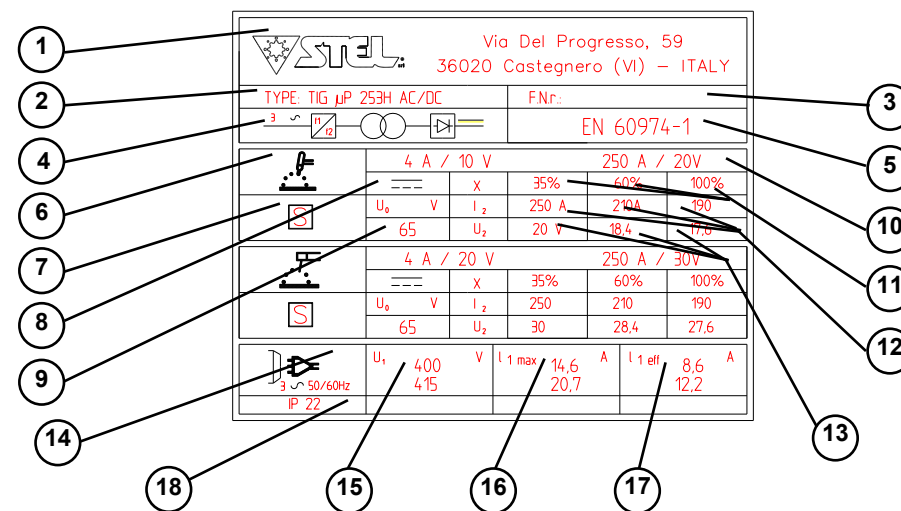 1
STEL srl
Via Del Progresso, 59
36020 Castegnero (VI) – ITALY
2
TYPE: TIG µP 253H AC/DC
F.N.r.:
3
4
3 ~ f1 f2
EN 60974-1
5
6
4 A / 10 V
250 A / 20V
10
X
35%
60%
100%
11
7
S
U₀ V
I₂
250 A
210A
190
12
65
U₂
20 V
18,4
17,6
13
8
4 A / 20 V
250 A / 30V
X
35%
60%
100%
9
S
U₀ V
I₂
250
210
190
65
U₂
30
28,4
27,6
14
3 ~ 50/60Hz
U₁ V
400
415
15
I 1 max A
14,6
20,7
16
I 1 eff A
8,6
12,2
17
IP 22
18